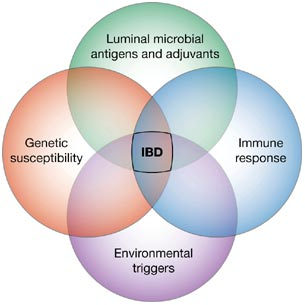 Luminal microbial
antigens and adjuvants
Genetic
susceptibility
IBD
Immune
response
Environmental
triggers